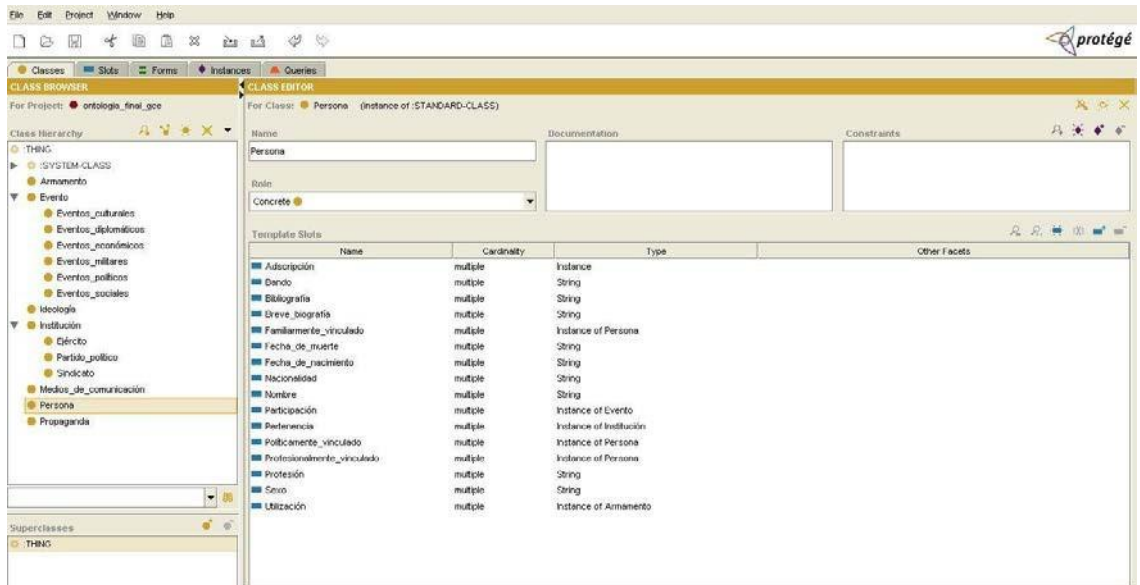 File Edit Project Window Help
protégé
Classes Slots Forms Instances Queries
CLASS BROWSER
For Project: ontologia_final_gce
Class Hierarchy
:THING
:SYSTEM-CLASS
Armamento
Evento
Eventos_culturales
Eventos_diplomáticos
Eventos_económicos
Eventos_militares
Eventos_políticos
Eventos_sociales
Ideología
Institución
Ejército
Partido_político
Sindicato
Medios_de_comunicación
Persona
Propaganda
Superclasses
:THING
CLASS EDITOR
For Class: Persona (instance of :STANDARD-CLASS)
Name Documentation Constraints
Persona
Role
Concrete
Template Slots
Name Cardinality Type Other Facets
Adscripción multiple Instance
Bando multiple String
Bibliografía multiple String
Breve_biografía multiple String
Familiarmente_vinculado multiple Instance of Persona
Fecha_de_muerte multiple String
Fecha_de_nacimiento multiple String
Nacionalidad multiple String
Nombre multiple String
Participación multiple Instance of Evento
Pertenencia multiple Instance of Institución
Políticamente_vinculado multiple Instance of Persona
Profesionalmente_vinculado multiple Instance of Persona
Profesión multiple String
Sexo multiple String
Utilización multiple Instance of Armamento